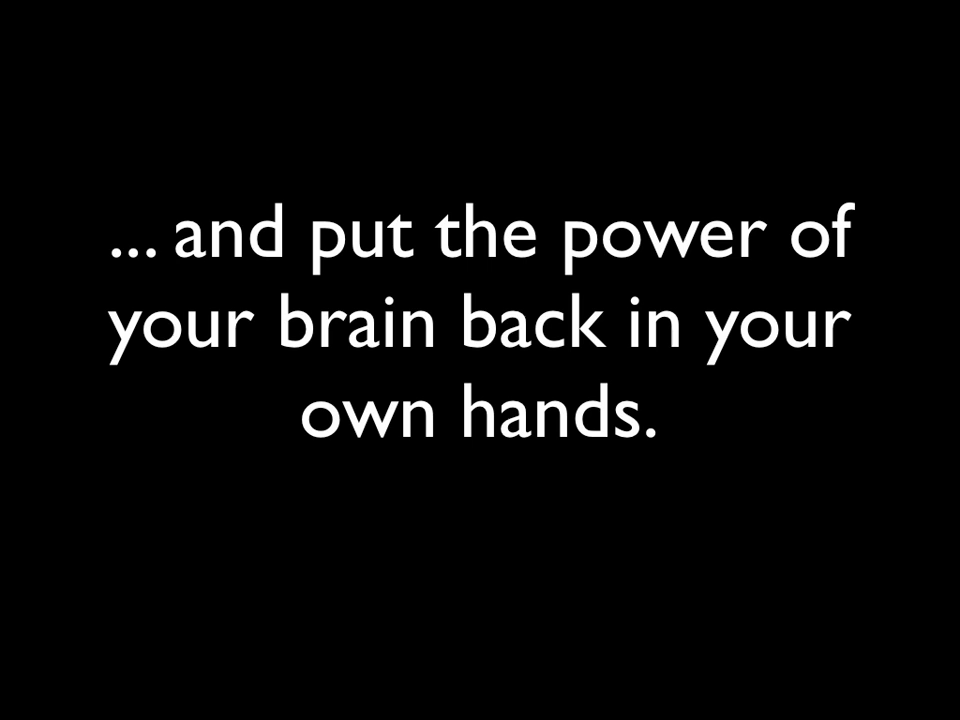 ... and put the power of
your brain back in your
own hands.